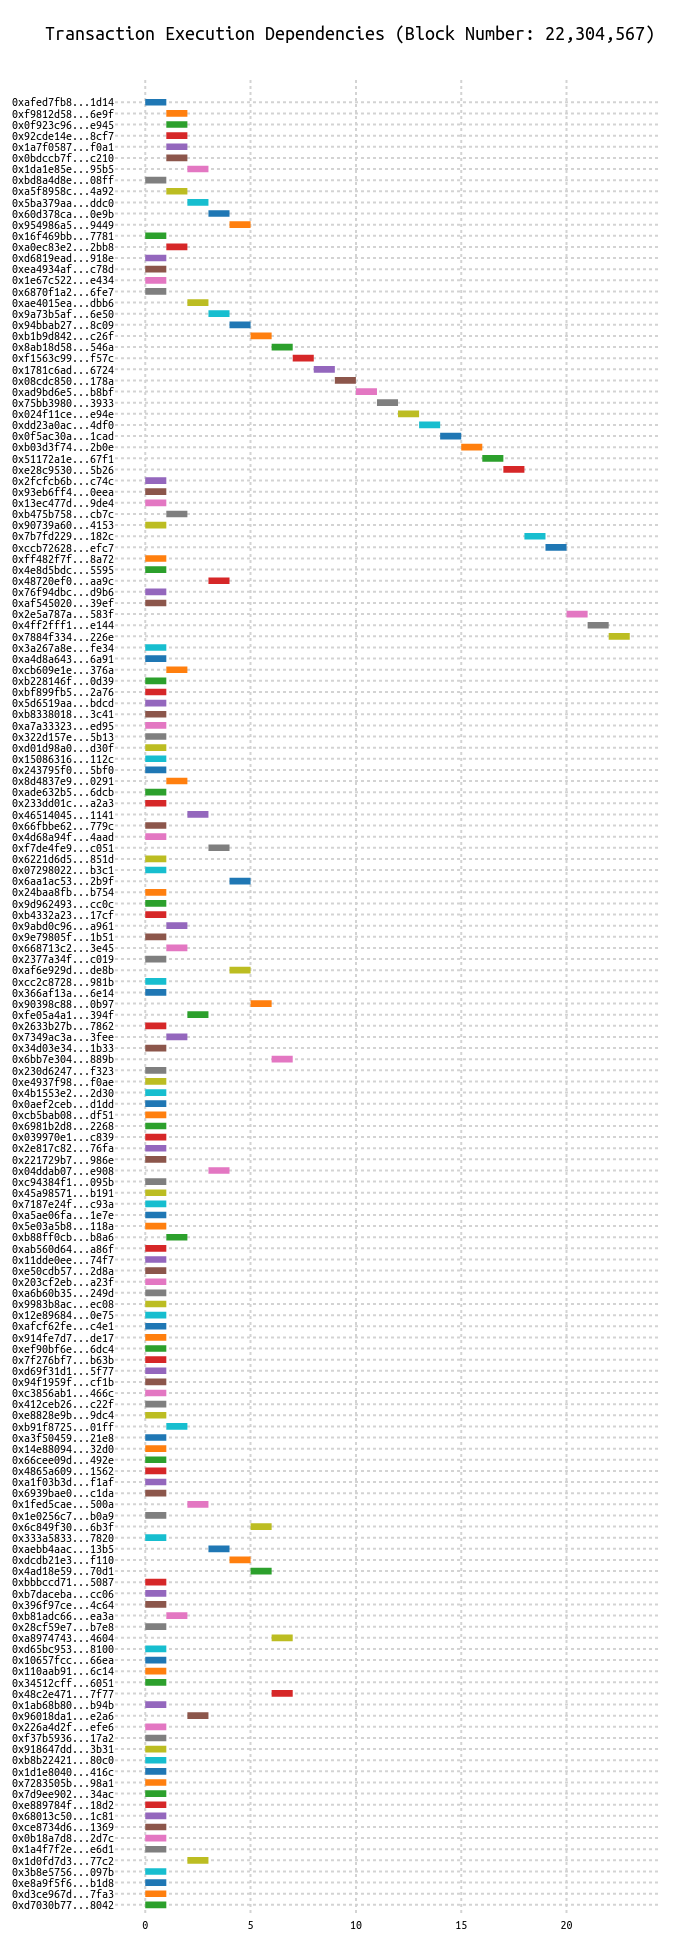 Transaction Execution Dependencies (Block Number: 22,304,567)
0xafed7fb8...1d14
0xf9812d58...6e9f
0x0f923c96...e945
0x92cde14e...8cf7
0x1a7f0587...f0a1
0x0bdccb7f...c210
0x1da1e85e...95b5
0xbd8a4d8e...08ff
0xa5f8958c...4a92
0x5ba379aa...ddc0
0x60d378ca...0e9b
0x954986a5...9449
0x16f469bb...7781
0xa0ec83e2...2bb8
0xd6819ead...918e
0xea4934af...c78d
0x1e67c522...e434
0x6870f1a2...6fe7
0xae4015ea...dbb6
0x9a73b5af...6e50
0x94bbab27...8c09
0xb1b9d842...c26f
0x8ab18d58...546a
0xf1563c99...f57c
0x1781c6ad...6724
0x08cdc850...178a
0xad9bd6e5...b8bf
0x75bb3980...3933
0x024f11ce...e94e
0xdd23a0ac...4df0
0x0f5ac30a...1cad
0xb03d3f74...2b0e
0x51172a1e...67f1
0xe28c9530...5b26
0x2fcfcb6b...c74c
0x93eb6ff4...0eea
0x13ec477d...9de4
0xb475b758...cb7c
0x90739a60...4153
0x7b7fd229...182c
0xccb72628...efc7
0xff482f7f...8a72
0x4e8d5bdc...5595
0x48720ef0...aa9c
0x76f94dbc...d9b6
0xaf545020...39ef
0x2e5a787a...583f
0x4ff2fff1...e144
0x7884f334...226e
0x3a267a8e...fe34
0xa4d8a643...6a91
0xcb609e1e...376a
0xb228146f...0d39
0xbf899fb5...2a76
0x5d6519aa...bdcd
0xb8338018...3c41
0xa7a33323...ed95
0x322d157e...5b13
0xd01d98a0...d30f
0x15086316...112c
0x243795f0...5bf0
0x8d4837e9...0291
0xade632b5...6dcb
0x233dd01c...a2a3
0x46514045...1141
0x66fbbe62...779c
0x4d68a94f...4aad
0xf7de4fe9...c051
0x6221d6d5...851d
0x07298022...b3c1
0x6aa1ac53...2b9f
0x24baa8fb...b754
0x9d962493...cc0c
0xb4332a23...17cf
0x9abd0c96...a961
0x9e79805f...1b51
0x668713c2...3e45
0x2377a34f...c019
0xaf6e929d...de8b
0xcc2c8728...981b
0x366af13a...6e14
0x90398c88...0b97
0xfe05a4a1...394f
0x2633b27b...7862
0x7349ac3a...3fee
0x34d03e34...1b33
0x6bb7e304...889b
0x230d6247...f323
0xe4937f98...f0ae
0x4b1553e2...2d30
0x0aef2ceb...d1dd
0xcb5bab08...df51
0x6981b2d8...2268
0x039970e1...c839
0x2e817c82...76fa
0x221729b7...986e
0x04ddab07...e908
0xc94384f1...095b
0x45a98571...b191
0x7187e24f...c93a
0xa5ae06fa...1e7e
0x5e03a5b8...118a
0xb88ff0cb...b8a6
0xab560d64...a86f
0x11dde0ee...74f7
0xe50cdb57...2d8a
0x203cf2eb...a23f
0xa6b60b35...249d
0x9983b8ac...ec08
0x12e89684...0e75
0xafcf62fe...c4e1
0x914fe7d7...de17
0xef90bf6e...6dc4
0x7f276bf7...b63b
0xd69f31d1...5f77
0x94f1959f...cf1b
0xc3856ab1...466c
0x412ceb26...c22f
0xe8828e9b...9dc4
0xb91f8725...01ff
0xa3f50459...21e8
0x14e88094...32d0
0x66cee09d...492e
0x4865a609...1562
0xa1f03b3d...f1af
0x6939bae0...c1da
0x1fed5cae...500a
0x1e0256c7...b0a9
0x6c849f30...6b3f
0x333a5833...7820
0xaebb4aac...13b5
0xdcdb21e3...f110
0x4ad18e59...70d1
0xbbbccd71...5087
0xb7daceba...cc06
0x396f97ce...4c64
0xb81adc66...ea3a
0x28cf59e7...b7e8
0xa8974743...4604
0xd65bc953...8100
0x10657fcc...66ea
0x110aab91...6c14
0x34512cff...6051
0x48c2e471...7f77
0x1ab68b80...b94b
0x96018da1...e2a6
0x226a4d2f...efe6
0xf37b5936...17a2
0x918647dd...3b31
0xb8b22421...80c0
0x1d1e8040...416c
0x7283505b...98a1
0x7d9ee902...34ac
0xe889784f...18d2
0x68013c50...1c81
0xce8734d6...1369
0x0b18a7d8...2d7c
0x1a4f7f2e...e6d1
0x1d0fd7d3...77c2
0x3b8e5756...097b
0xe8a9f5f6...b1d8
0xd3ce967d...7fa3
0xd7030b77...8042
0 5 10 15 20